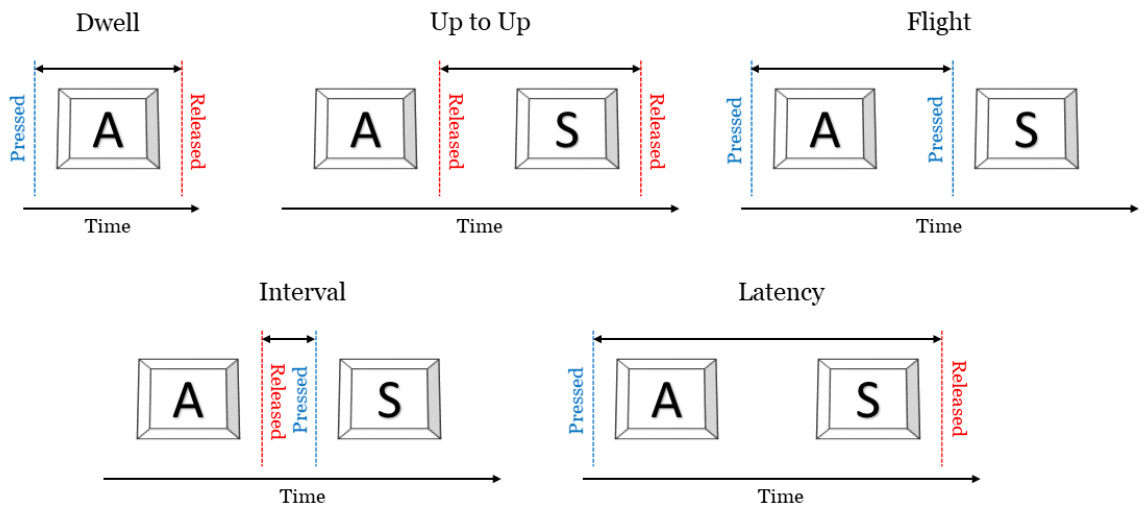 Dwell
Pressed
A
Released
Time
Up to Up
A
Released
S
Released
Time
Flight
Pressed
A
Pressed
S
Time
Interval
A
Released
Pressed
S
Time
Latency
Pressed
A
S
Released
Time